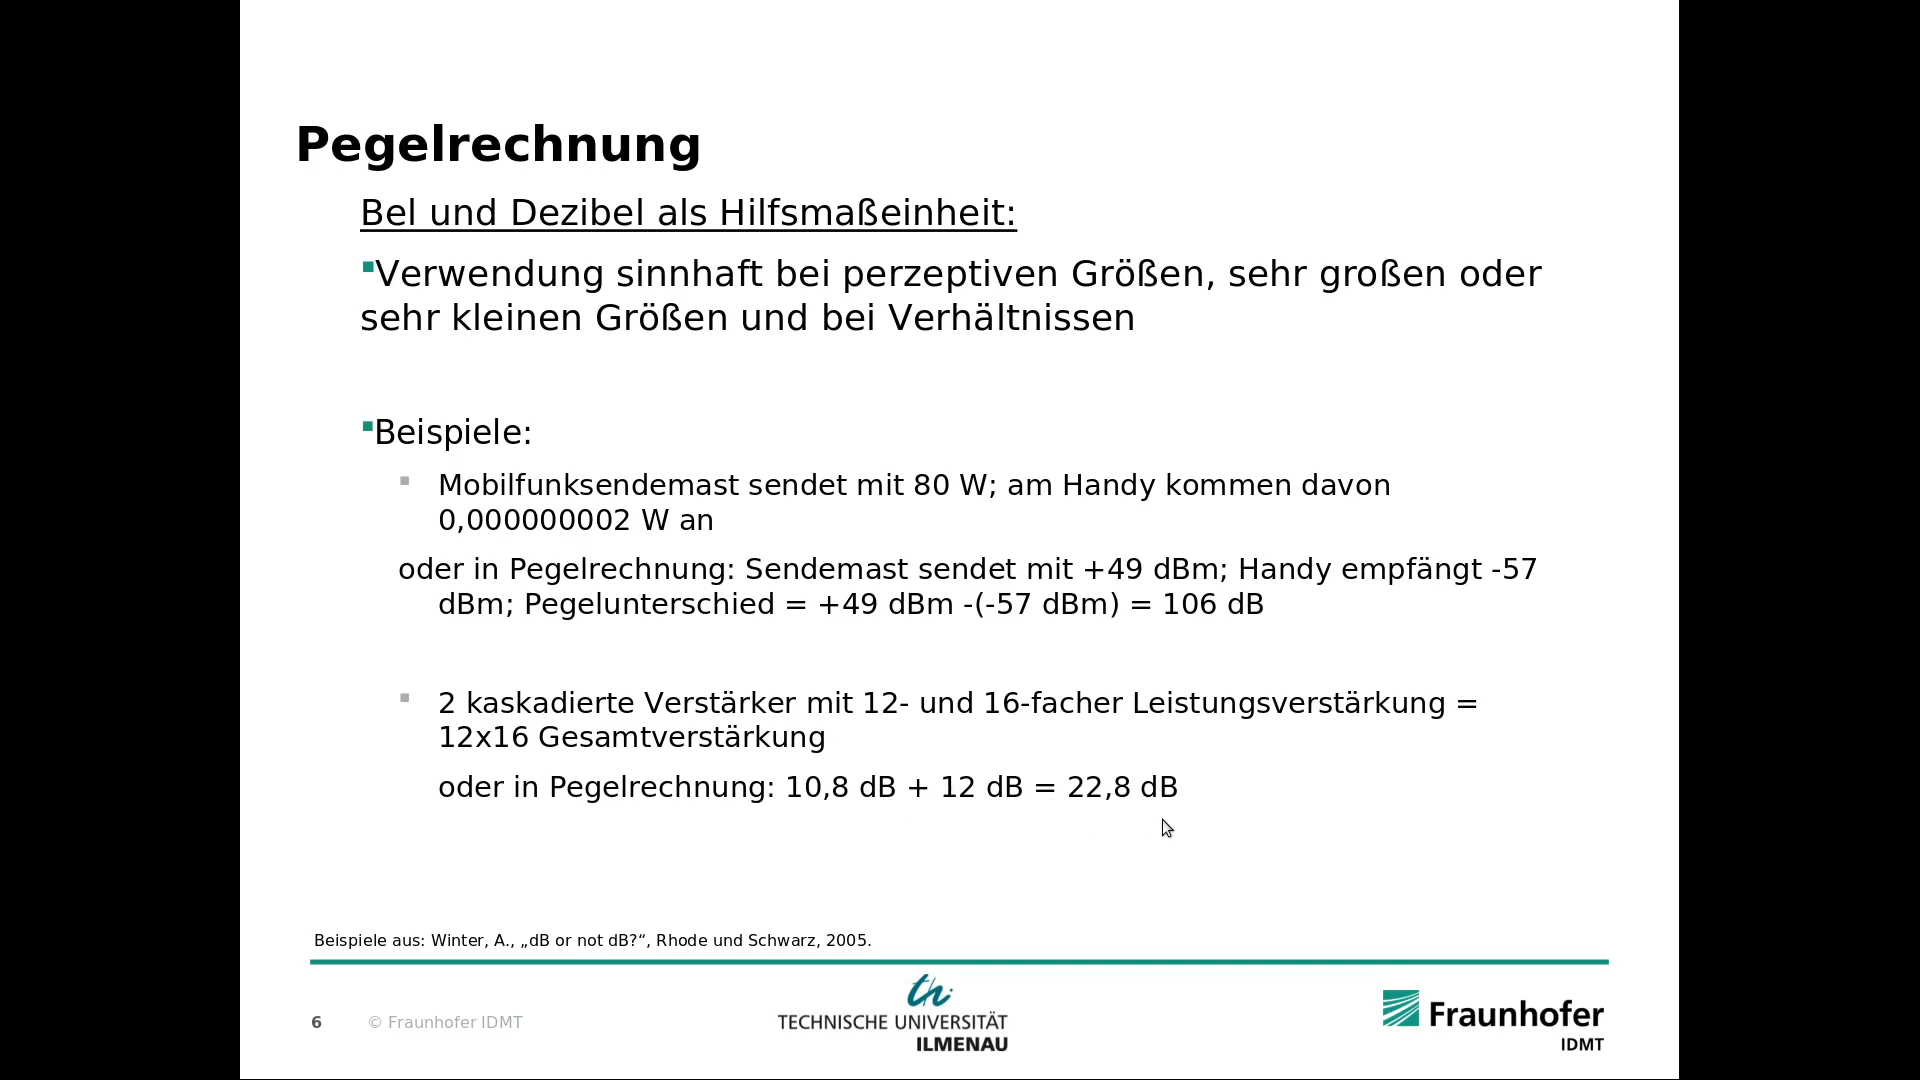 Pegelrechnung
Bel und Dezibel als Hilfsmaßeinheit:
Verwendung sinnhaft bei perzeptiven Größen, sehr großen oder
sehr kleinen Größen und bei Verhältnissen
Beispiele:
Mobilfunksendemast sendet mit 80 W; am Handy kommen davon
0,000000002 W an
oder in Pegelrechnung: Sendemast sendet mit +49 dBm; Handy empfängt -57
dBm; Pegelunterschied = +49 dBm -(-57 dBm) = 106 dB
2 kaskadierte Verstärker mit 12- und 16-facher Leistungsverstärkung =
12x16 Gesamtverstärkung
oder in Pegelrechnung: 10,8 dB + 12 dB = 22,8 dB
Beispiele aus: Winter, A., „dB or not dB?“, Rhode und Schwarz, 2005.
6 © Fraunhofer IDMT
th
TECHNISCHE UNIVERSITÄT
ILMENAU
Fraunhofer
IDMT